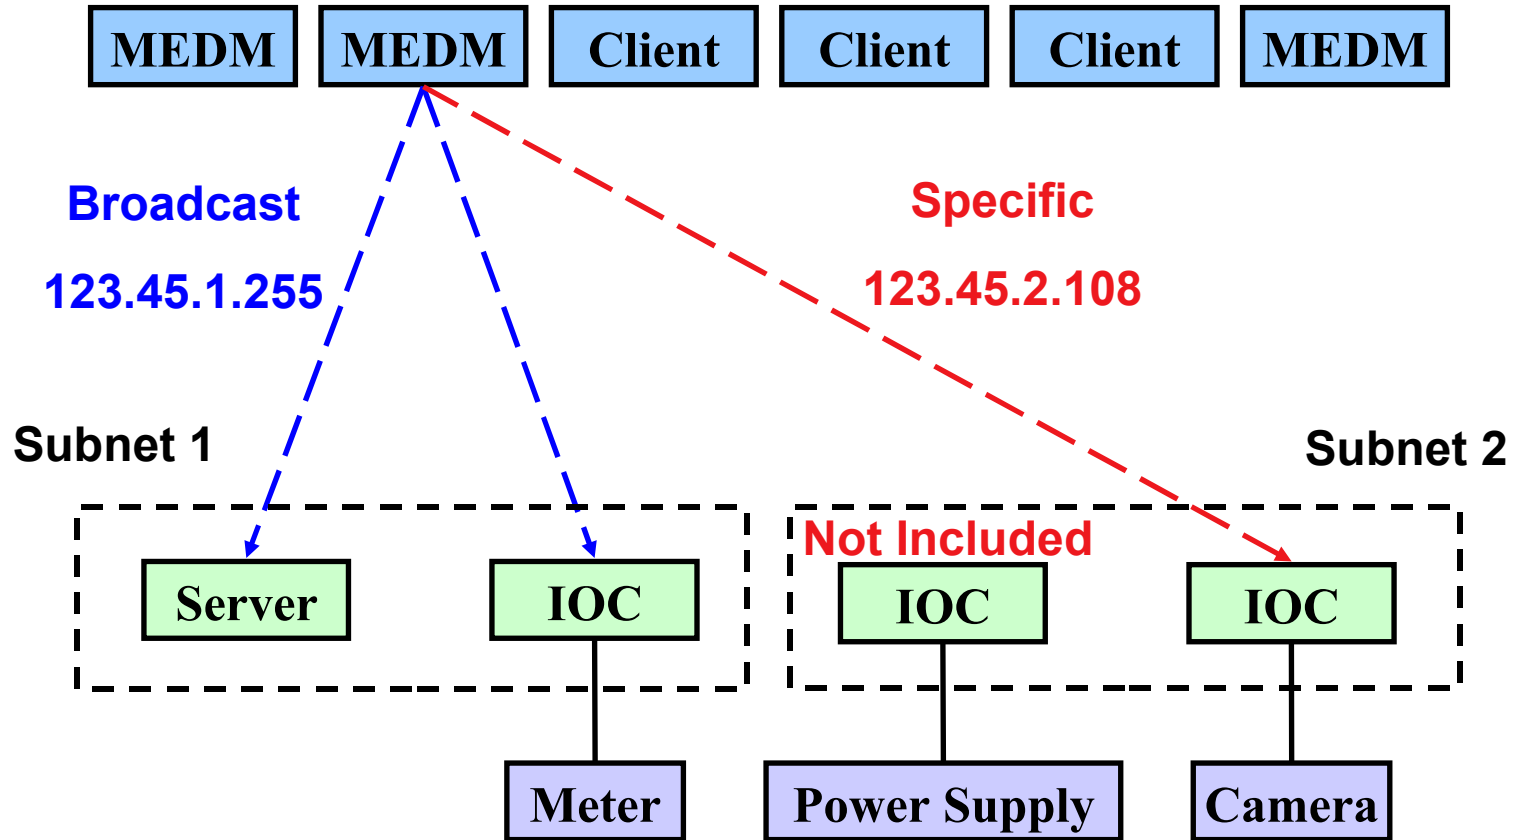 MEDM MEDM Client Client Client MEDM
Broadcast
123.45.1.255
Specific
123.45.2.108
Subnet 1
Subnet 2
Not Included
Server IOC IOC IOC
Meter Power Supply Camera